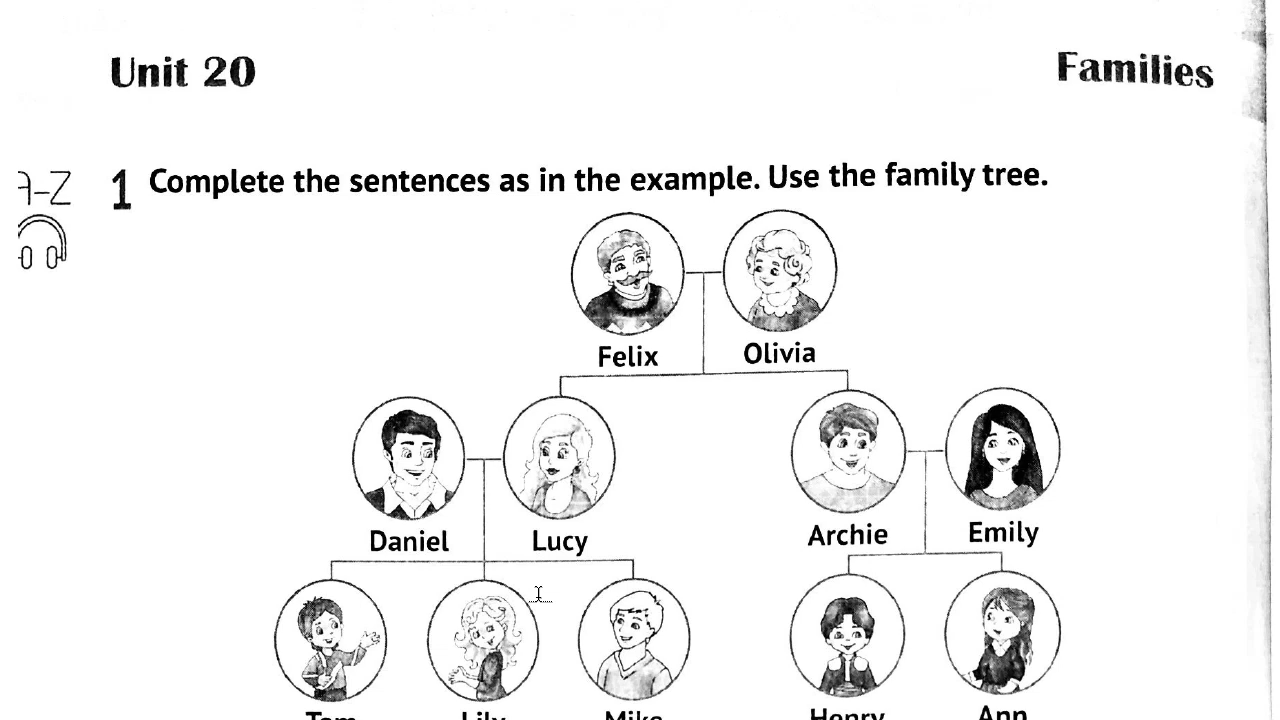 Unit 20 Families
1 Complete the sentences as in the example. Use the family tree.
Felix Olivia
Daniel Lucy Archie Emily
Tom Lily Mike Henry Ann